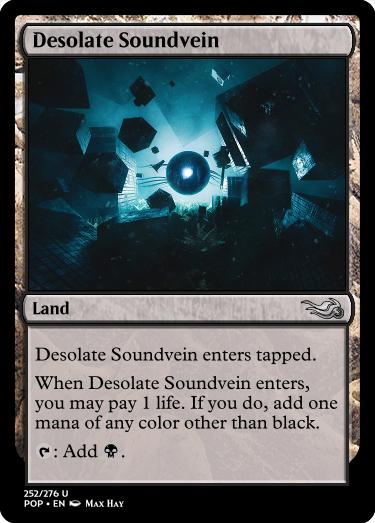 Desolate Soundvein
Land
Desolate Soundvein enters tapped.
When Desolate Soundvein enters,
you may pay 1 life. If you do, add one
mana of any color other than black.
: Add .
252/276 U
POP • EN Max Hay